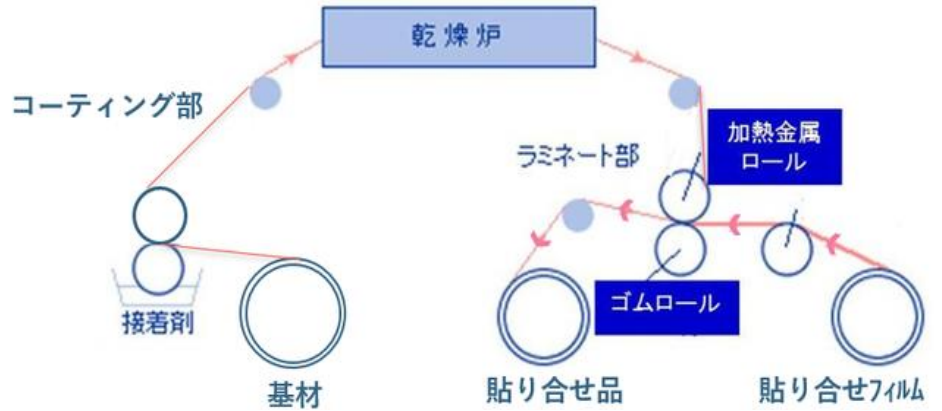 乾燥炉
コーティング部
加熱金属
ロール
ラミネート部
接着剤
ゴムロール
基材
貼り合せ品
貼り合せフィルム